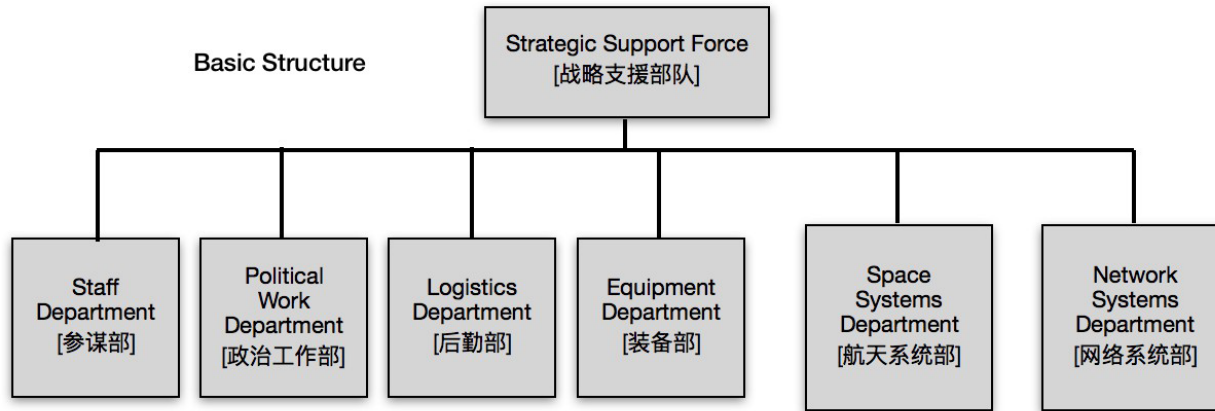 Basic Structure
Strategic Support Force
[战略支援部队]
Staff
Department
[参谋部]
Political
Work
Department
[政治工作部]
Logistics
Department
[后勤部]
Equipment
Department
[装备部]
Space
Systems
Department
[航天系统部]
Network
Systems
Department
[网络系统部]